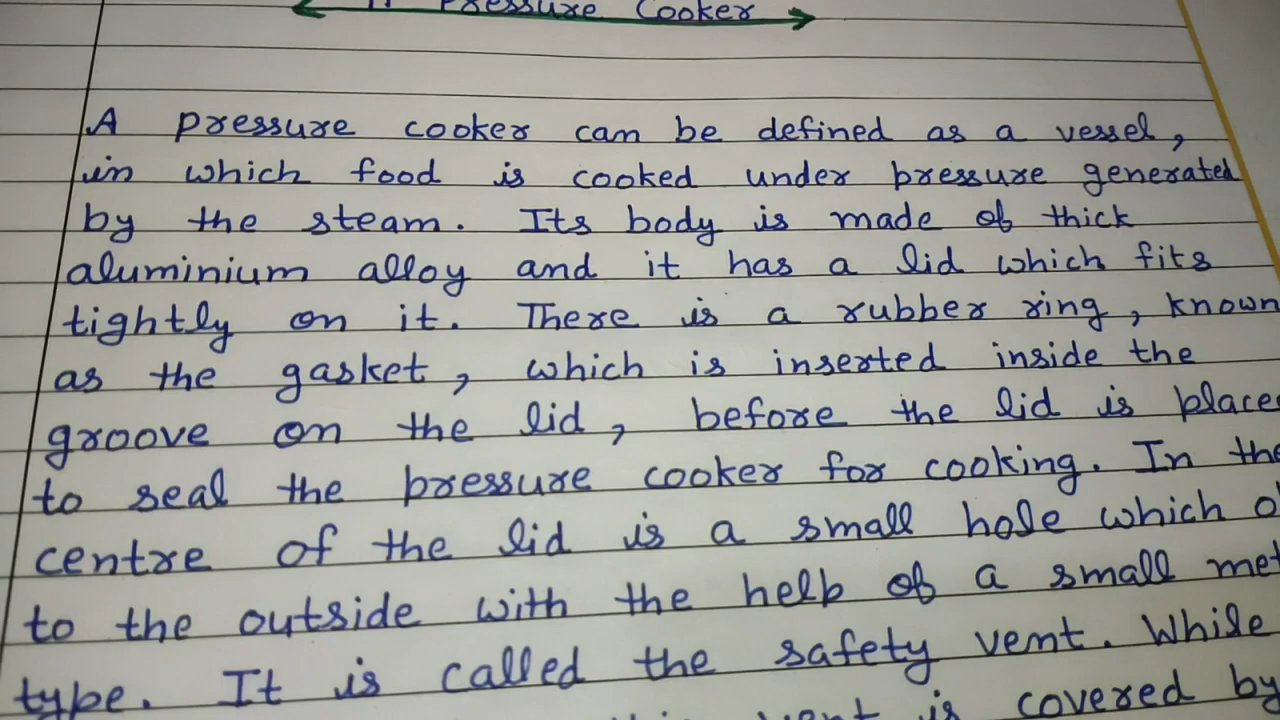 Pressure Cooker
A pressure cooker can be defined as a vessel,
in which food is cooked under pressure generated
by the steam. Its body is made of thick
aluminium alloy and it has a lid which fits
tightly on it. There is a rubber ring, known
as the gasket, which is inserted inside the
groove on the lid, before the lid is
to seal the pressure cooker for cooking. In the
centre of the lid is a small hole which
to the outside with the help of a small
type. It is called the safety vent. While
vent is covered by